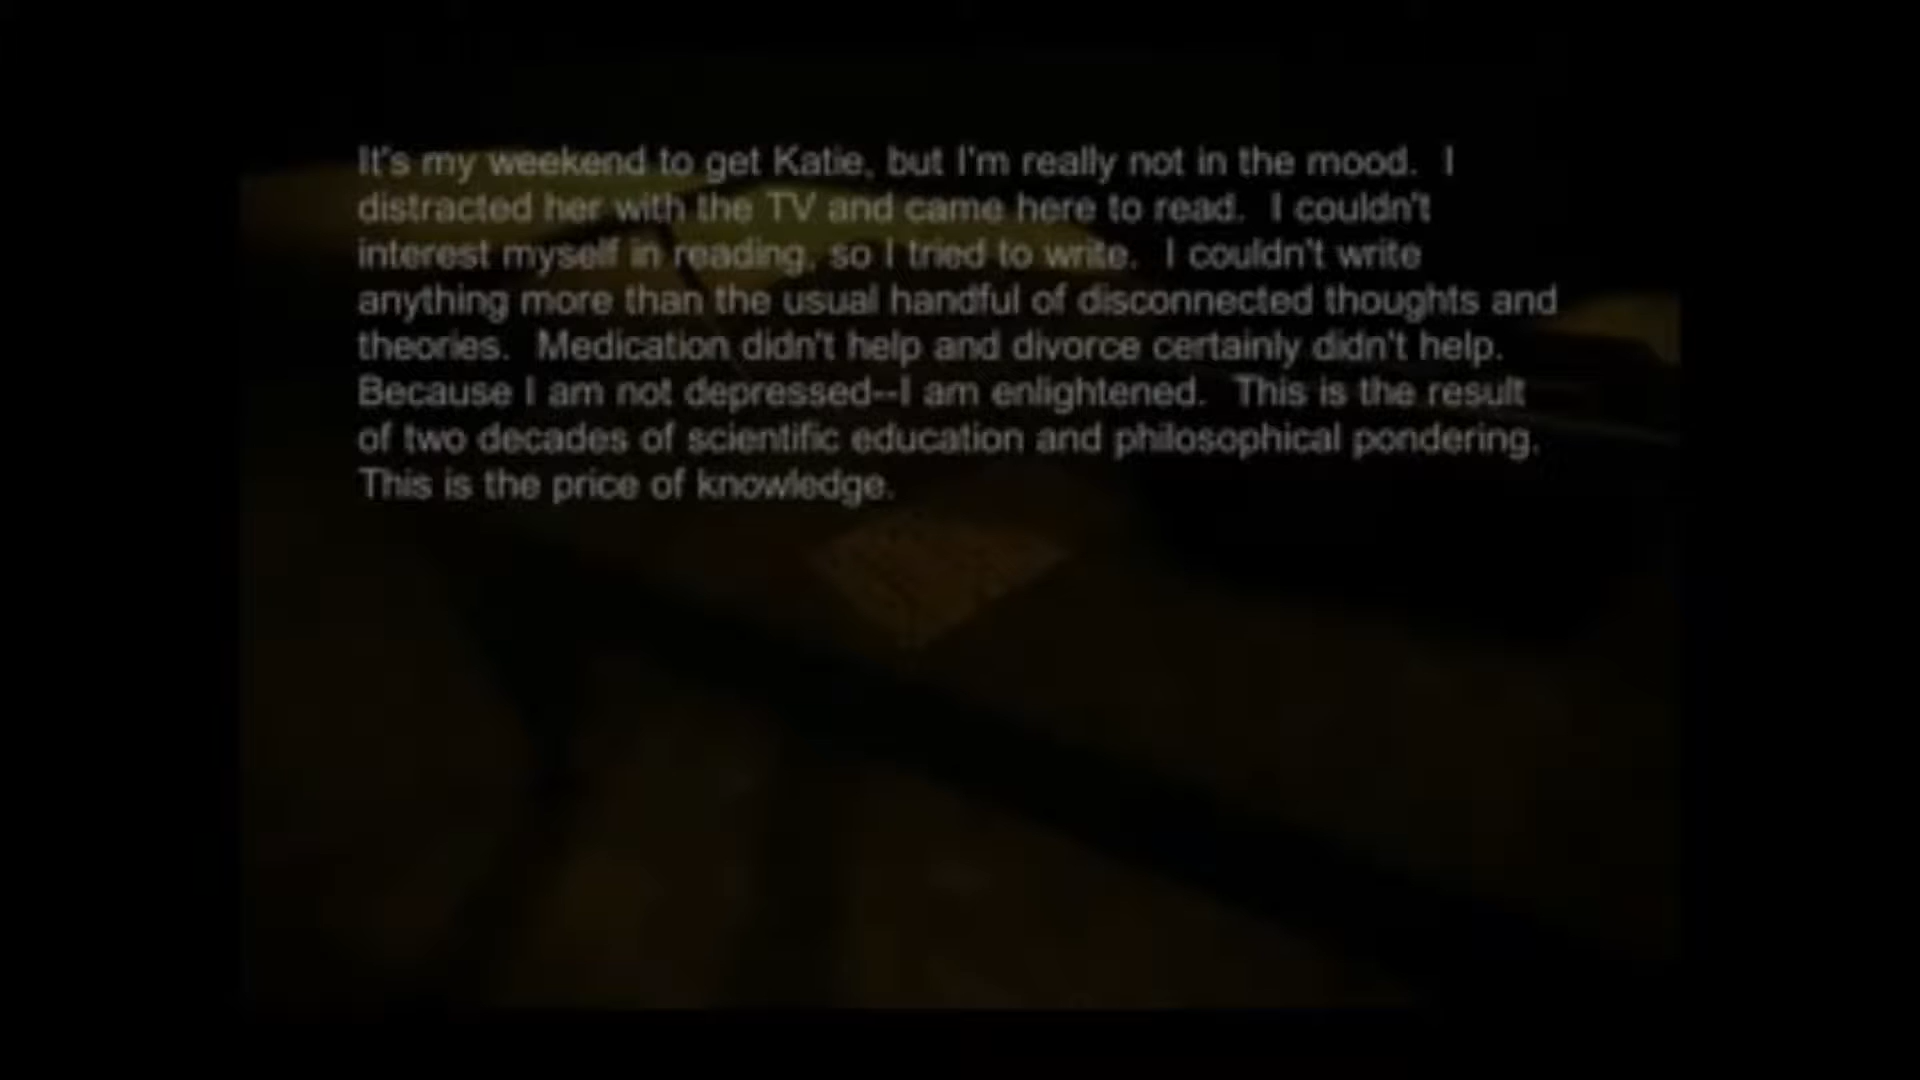 It's my weekend to get Katie, but I'm really not in the mood.  I
distracted her with the TV and came here to read.  I couldn't
interest myself in reading, so I tried to write.  I couldn't write
anything more than the usual handful of disconnected thoughts and
theories.  Medication didn't help and divorce certainly didn't help.
Because I am not depressed--I am enlightened.  This is the result
of two decades of scientific education and philosophical pondering.
This is the price of knowledge.